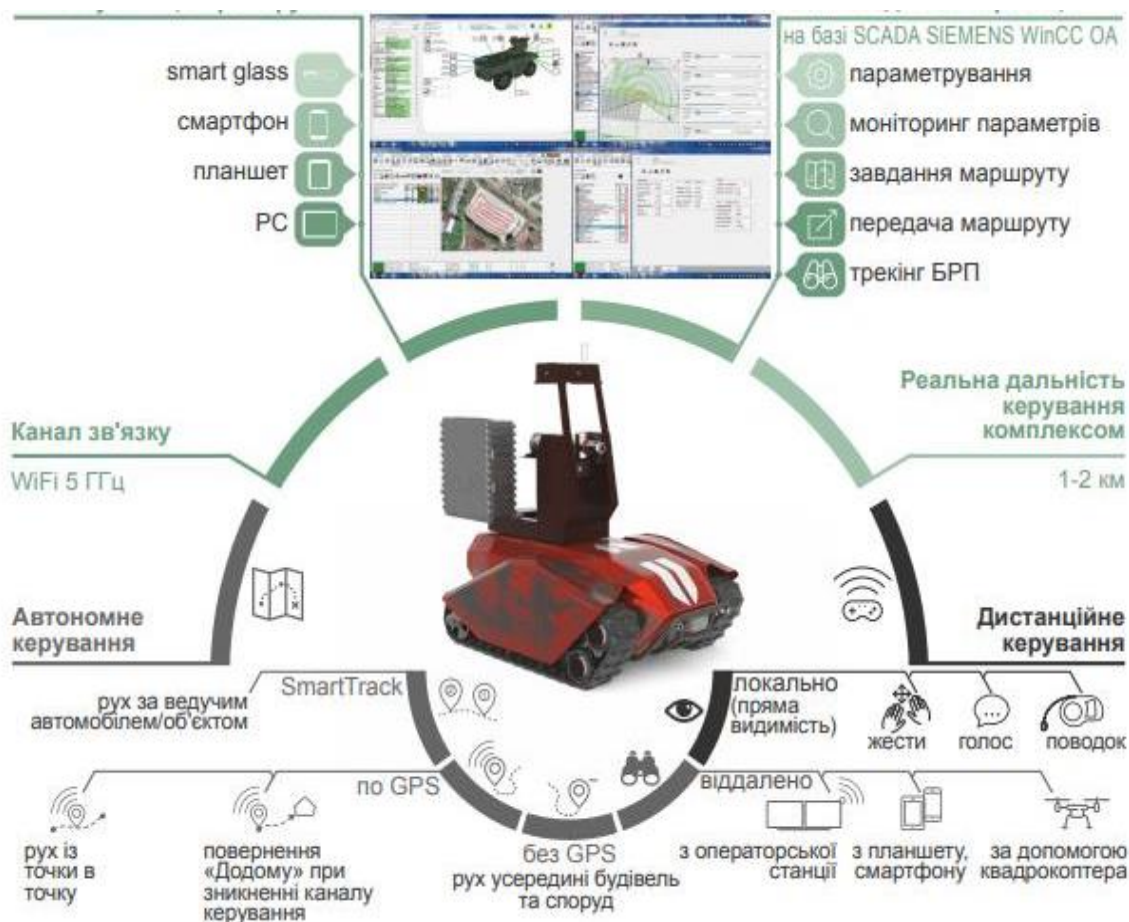 на базі SCADA SIEMENS WinCC OA
smart glass
смартфон
планшет
PC
параметрування
моніторинг параметрів
завдання маршруту
передача маршруту
трекінг БРП
Канал зв'язку
WiFi 5 ГГц
Реальна дальність
керування
комплексом
1-2 км
Автономне
керування
Дистанційне
керування
SmartTrack
рух за ведучим
автомобілем/об'єктом
локально
(пряма
видимість)
жести
голос
поводок
по GPS
рух із
точки в
точку
повернення
«Додому» при
зникненні каналу
керування
без GPS
рух усередині будівель
та споруд
віддалено
з операторської
станції
з планшету,
смартфону
за допомогою
квадрокоптера